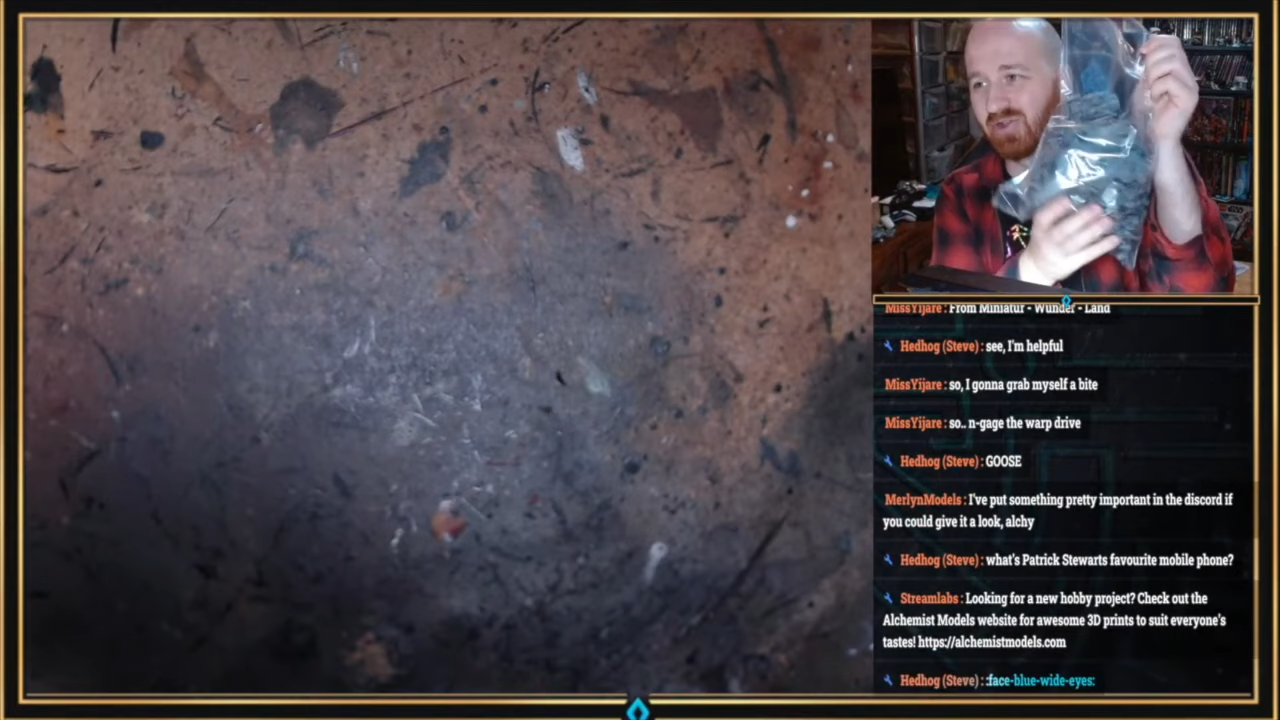 MissYijare : From Miniatur - Wunder - Land
Hedhog (Steve) : see, I'm helpful
MissYijare : so, I gonna grab myself a bite
MissYijare : so.. n-gage the warp drive
Hedhog (Steve) : GOOSE
MerlynModels : I've put something pretty important in the discord if
you could give it a look, alchy
Hedhog (Steve) : what's Patrick Stewarts favourite mobile phone?
Streamlabs : Looking for a new hobby project? Check out the
Alchemist Models website for awesome 3D prints to suit everyone's
tastes! https://alchemistmodels.com
Hedhog (Steve) : :face-blue-wide-eyes: